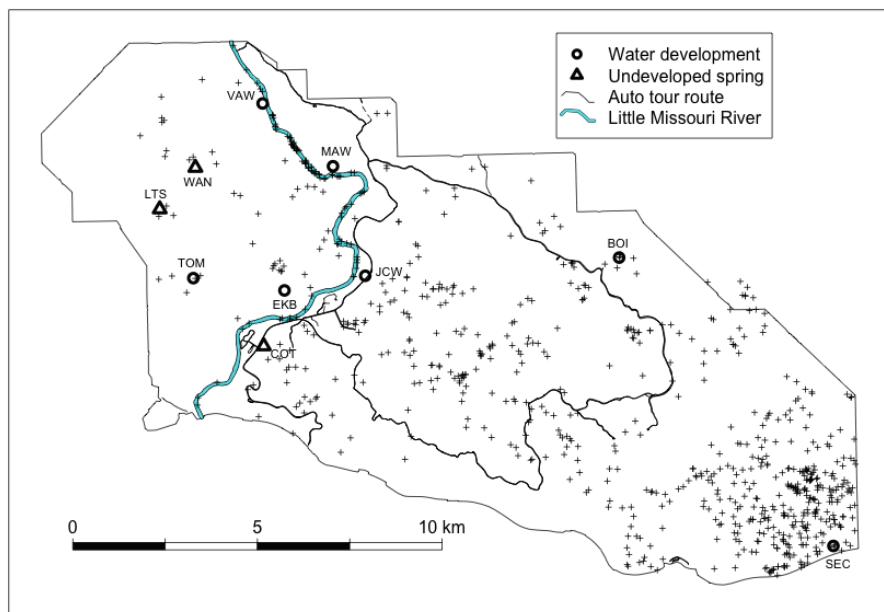 Water development
Undeveloped spring
Auto tour route
Little Missouri River
VAW
MAW
WAN
LTS
BOI
TOM
JCW
EKB
COT
0 5 10 km
SEC